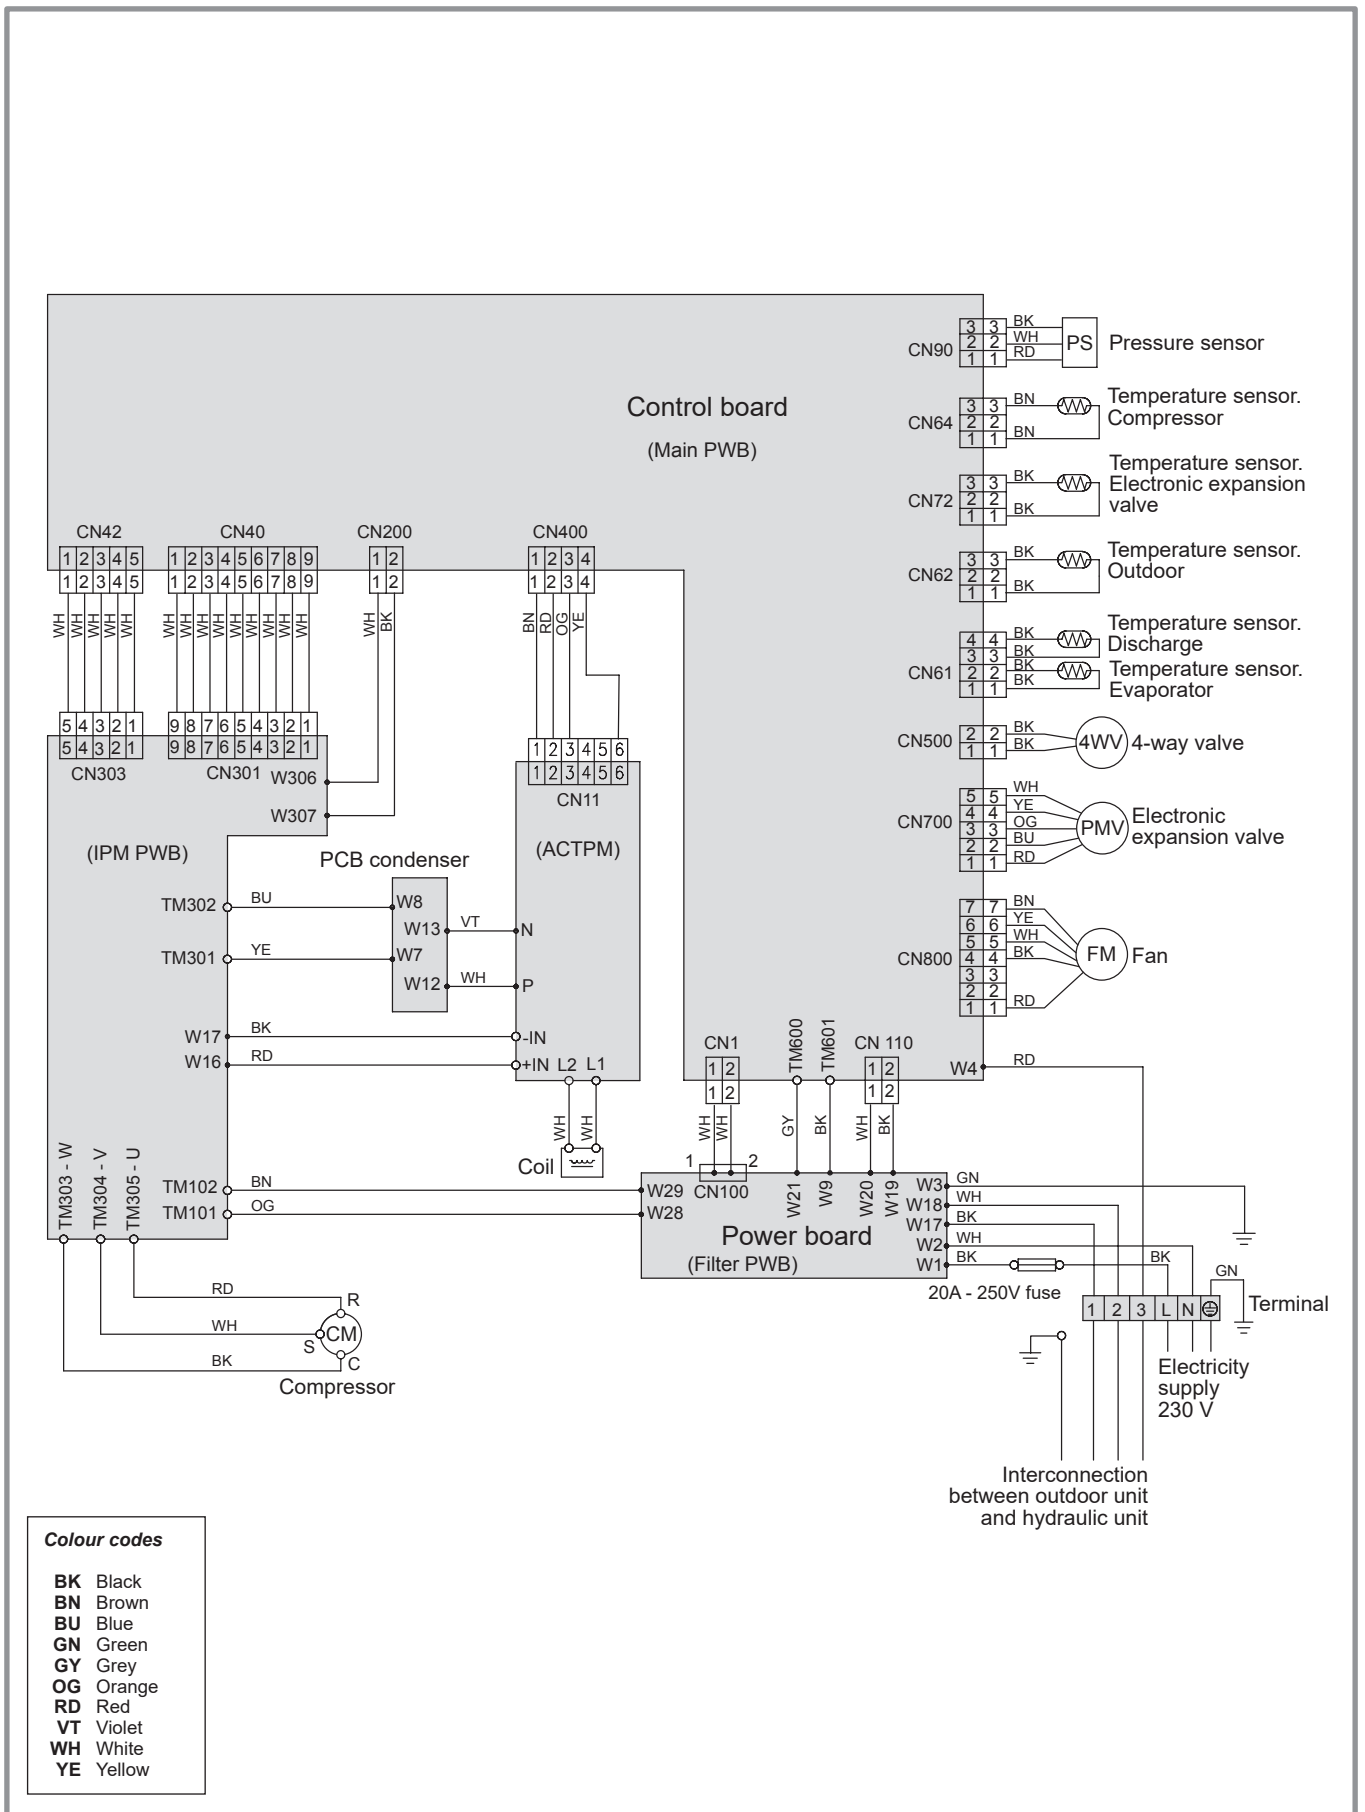 Control board
(Main PWB)
CN90
3 3 BK
2 2 WH
1 1 RD
PS
Pressure sensor
CN64
3 3 BN
2 2
1 1 BN
Temperature sensor.
Compressor
CN72
3 3 BK
2 2
1 1 BK
Temperature sensor.
Electronic expansion
valve
CN62
3 3 BK
2 2
1 1 BK
Temperature sensor.
Outdoor
CN61
4 4 BK
3 3 BK
2 2 BK
1 1 BK
Temperature sensor.
Discharge
Temperature sensor.
Evaporator
CN500
2 2 BK
1 1 BK
4WV
4-way valve
CN700
5 5 WH
4 4 YE
3 3 OG
2 2 BU
1 1 RD
PMV
Electronic
expansion valve
CN800
7 7 BN
6 6 YE
5 5 WH
4 4 BK
3 3
2 2
1 1 RD
FM
Fan
W4 RD
CN42
1 2 3 4 5
1 2 3 4 5
WH WH WH WH WH
5 4 3 2 1
5 4 3 2 1
CN303
CN40
1 2 3 4 5 6 7 8 9
1 2 3 4 5 6 7 8 9
WH WH WH WH WH WH WH WH WH
9 8 7 6 5 4 3 2 1
9 8 7 6 5 4 3 2 1
CN301
CN200
1 2
1 2
WH BK
W306
W307
CN400
1 2 3 4
1 2 3 4
BN RD OG YE
1 2 3 4 5 6
1 2 3 4 5 6
CN11
(ACTPM)
(IPM PWB)
PCB condenser
TM302 BU W8
W13 VT N
TM301 YE W7
W12 WH P
W17 BK -IN
W16 RD +IN
L2 L1
WH WH
Coil
TM303 - W
TM304 - V
TM305 - U
TM102 BN W29
TM101 OG W28
RD R
WH S
BK C
CM
Compressor
CN1
1 2
1 2
WH WH
1 2
CN100
TM600 GY W21
TM601 BK W9
CN 110
1 2
1 2
WH BK
W20 W19
Power board
(Filter PWB)
W3 GN
W18 WH
W17 BK
W2 WH
W1 BK
BK
20A - 250V fuse
GN
1 2 3 L N
Terminal
Electricity
supply
230 V
Interconnection
between outdoor unit
and hydraulic unit
Colour codes
BK Black
BN Brown
BU Blue
GN Green
GY Grey
OG Orange
RD Red
VT Violet
WH White
YE Yellow